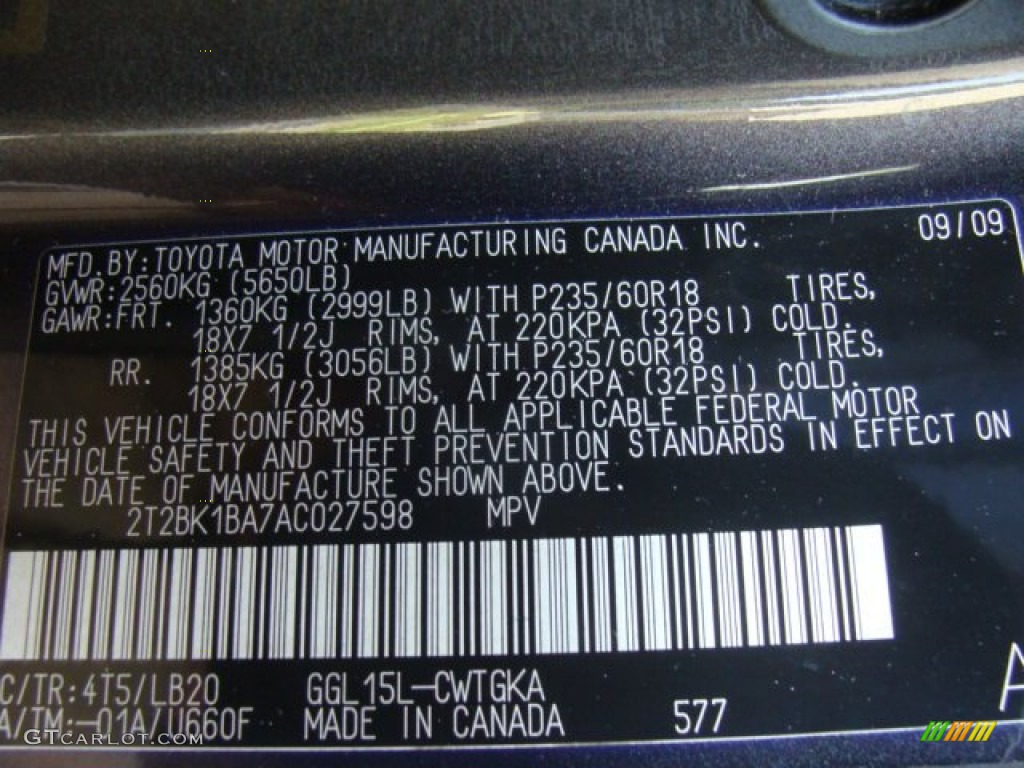 MFD.BY:TOYOTA MOTOR MANUFACTURING CANADA INC. 09/09
GVWR:2560KG (5650LB)
GAWR:FRT. 1360KG (2999LB) WITH P235/60R18 TIRES,
18X7 1/2J RIMS, AT 220KPA (32PSI) COLD.
RR. 1385KG (3056LB) WITH P235/60R18 TIRES,
18X7 1/2J RIMS, AT 220KPA (32PSI) COLD.
THIS VEHICLE CONFORMS TO ALL APPLICABLE FEDERAL MOTOR
VEHICLE SAFETY AND THEFT PREVENTION STANDARDS IN EFFECT ON
THE DATE OF MANUFACTURE SHOWN ABOVE.
2T2BK1BA7AC027598 MPV
C/TR:4T5/LB20 GGL15L-CWTGKA A
A/TM:-01A/U660F MADE IN CANADA 577
GTCarLot.com